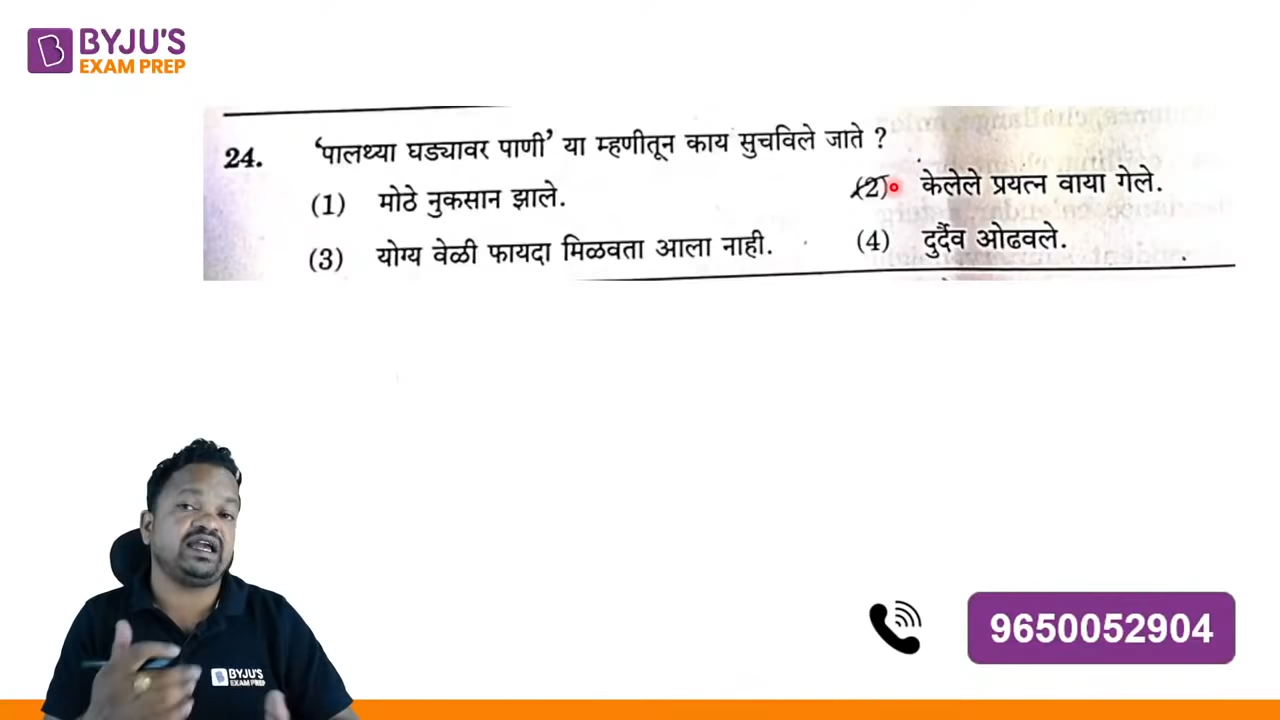 BYJU'S
EXAM PREP
24. 'पालथ्या घड्यावर पाणी' या म्हणीतून काय सुचविले जाते ?
(1) मोठे नुकसान झाले. (2) केलेले प्रयत्न वाया गेले.
(3) योग्य वेळी फायदा मिळवता आला नाही. (4) दुर्दैव ओढवले.
BYJU'S
EXAM PREP
9650052904